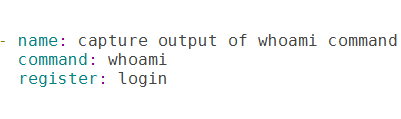 - name: capture output of whoami command
  command: whoami
  register: login